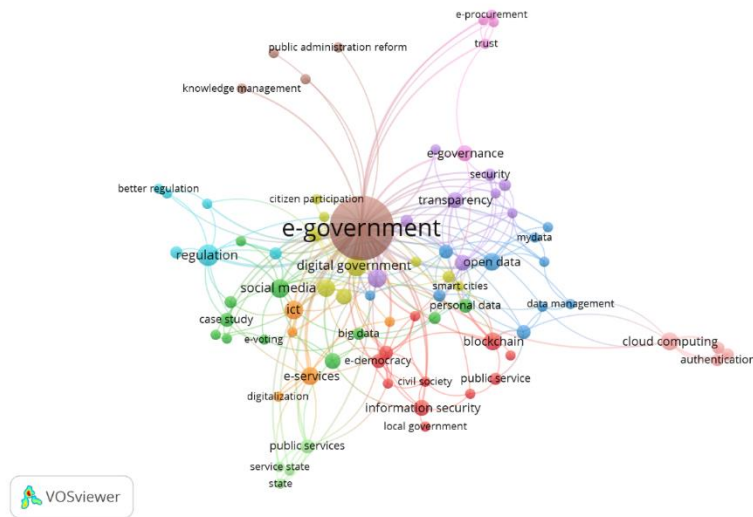 e-procurement
trust
public administration reform
knowledge management
e-governance
security
better regulation
citizen participation
transparency
e-government
mydata
regulation
digital government
open data
social media
smart cities
ict
personal data
data management
case study
big data
e-voting
blockchain
cloud computing
e-democracy
authentication
e-services
civil society
public service
digitalization
information security
local government
public services
service state
state
VOSviewer